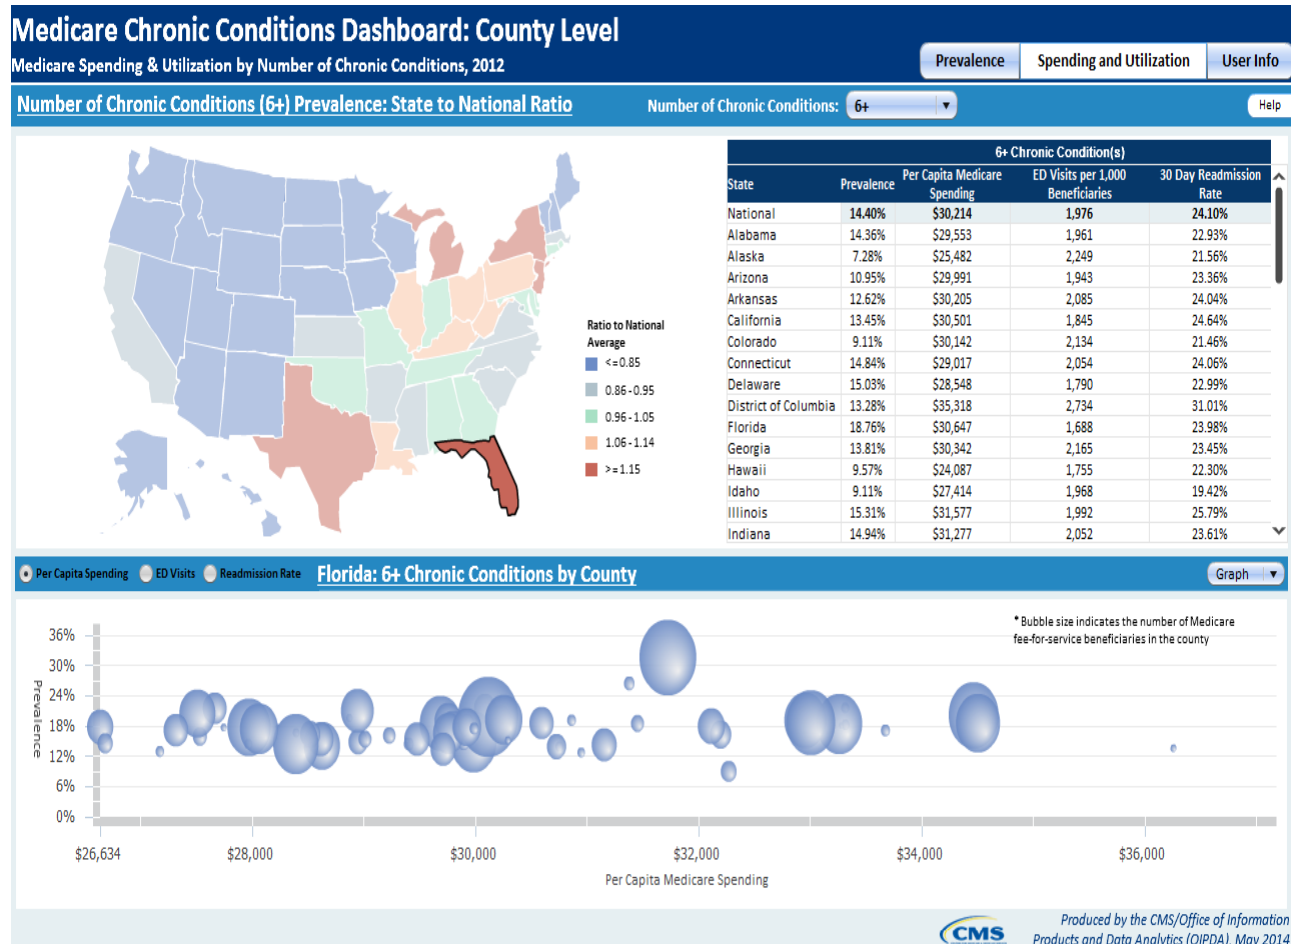 Medicare Chronic Conditions Dashboard: County Level
Medicare Spending & Utilization by Number of Chronic Conditions, 2012
Prevalence Spending and Utilization User Info
Number of Chronic Conditions (6+) Prevalence: State to National Ratio
Number of Chronic Conditions: 6+
Help
Ratio to National
Average
<=0.85
0.86-0.95
0.96-1.05
1.06-1.14
>=1.15
6+ Chronic Condition(s)
State Prevalence Per Capita Medicare Spending ED Visits per 1,000 Beneficiaries 30 Day Readmission Rate
National 14.40% $30,214 1,976 24.10%
Alabama 14.36% $29,553 1,961 22.93%
Alaska 7.28% $25,482 2,249 21.56%
Arizona 10.95% $29,991 1,943 23.36%
Arkansas 12.62% $30,205 2,085 24.04%
California 13.45% $30,501 1,845 24.64%
Colorado 9.11% $30,142 2,134 21.46%
Connecticut 14.84% $29,017 2,054 24.06%
Delaware 15.03% $28,548 1,790 22.99%
District of Columbia 13.28% $35,318 2,734 31.01%
Florida 18.76% $30,647 1,688 23.98%
Georgia 13.81% $30,342 2,165 23.45%
Hawaii 9.57% $24,087 1,755 22.30%
Idaho 9.11% $27,414 1,968 19.42%
Illinois 15.31% $31,577 1,992 25.79%
Indiana 14.94% $31,277 2,052 23.61%
Per Capita Spending ED Visits Readmission Rate
Florida: 6+ Chronic Conditions by County
Graph
* Bubble size indicates the number of Medicare
fee-for-service beneficiaries in the county
Prevalence
36%
30%
24%
18%
12%
6%
0%
$26,634 $28,000 $30,000 $32,000 $34,000 $36,000
Per Capita Medicare Spending
CMS
Produced by the CMS/Office of Information
Products and Data Analytics (OIPDA), May 2014